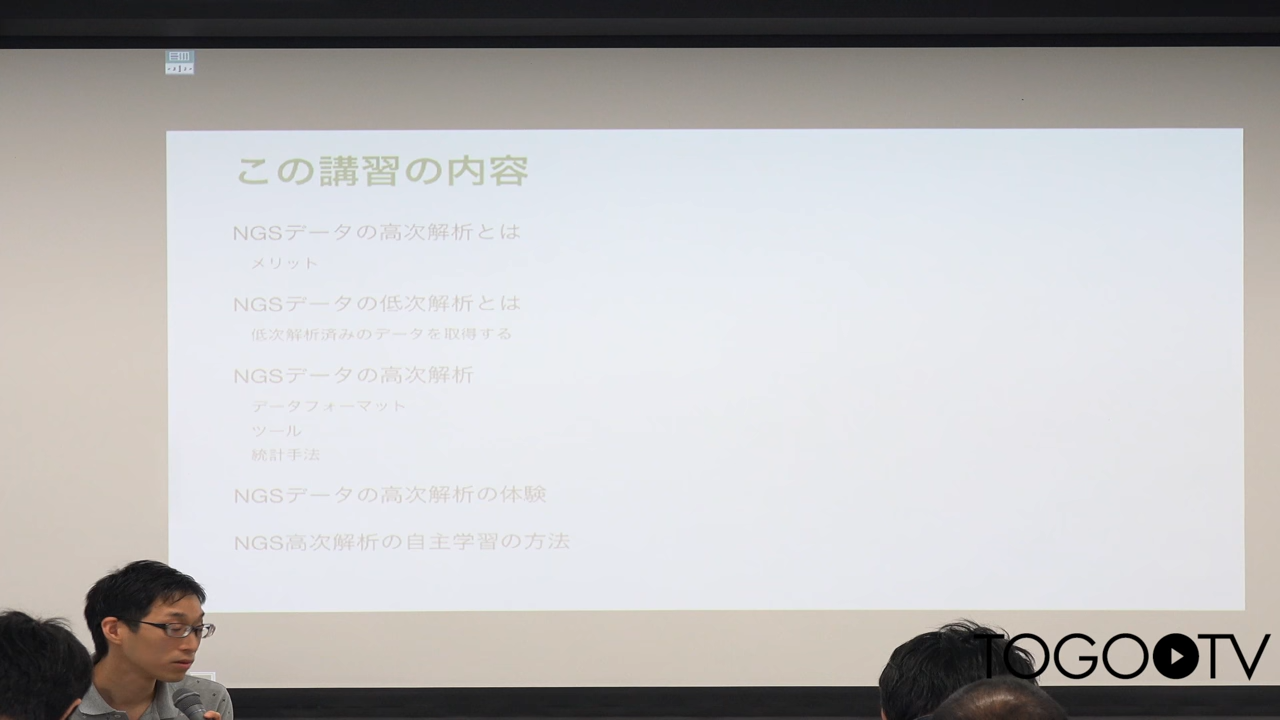 この講習の内容
NGSデータの高次解析とは
メリット
NGSデータの低次解析とは
低次解析済みのデータを取得する
NGSデータの高次解析
データフォーマット
ツール
統計手法
NGSデータの高次解析の体験
NGS高次解析の自主学習の方法
TOGOTV